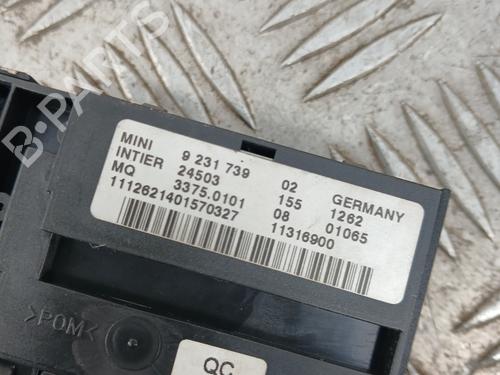 B-PARTS
MINI 9 231 739 02 GERMANY
INTIER 24503 155 1262
MQ 3375.0101 08 01065
1112621401570327 11316900
>POM<
QC